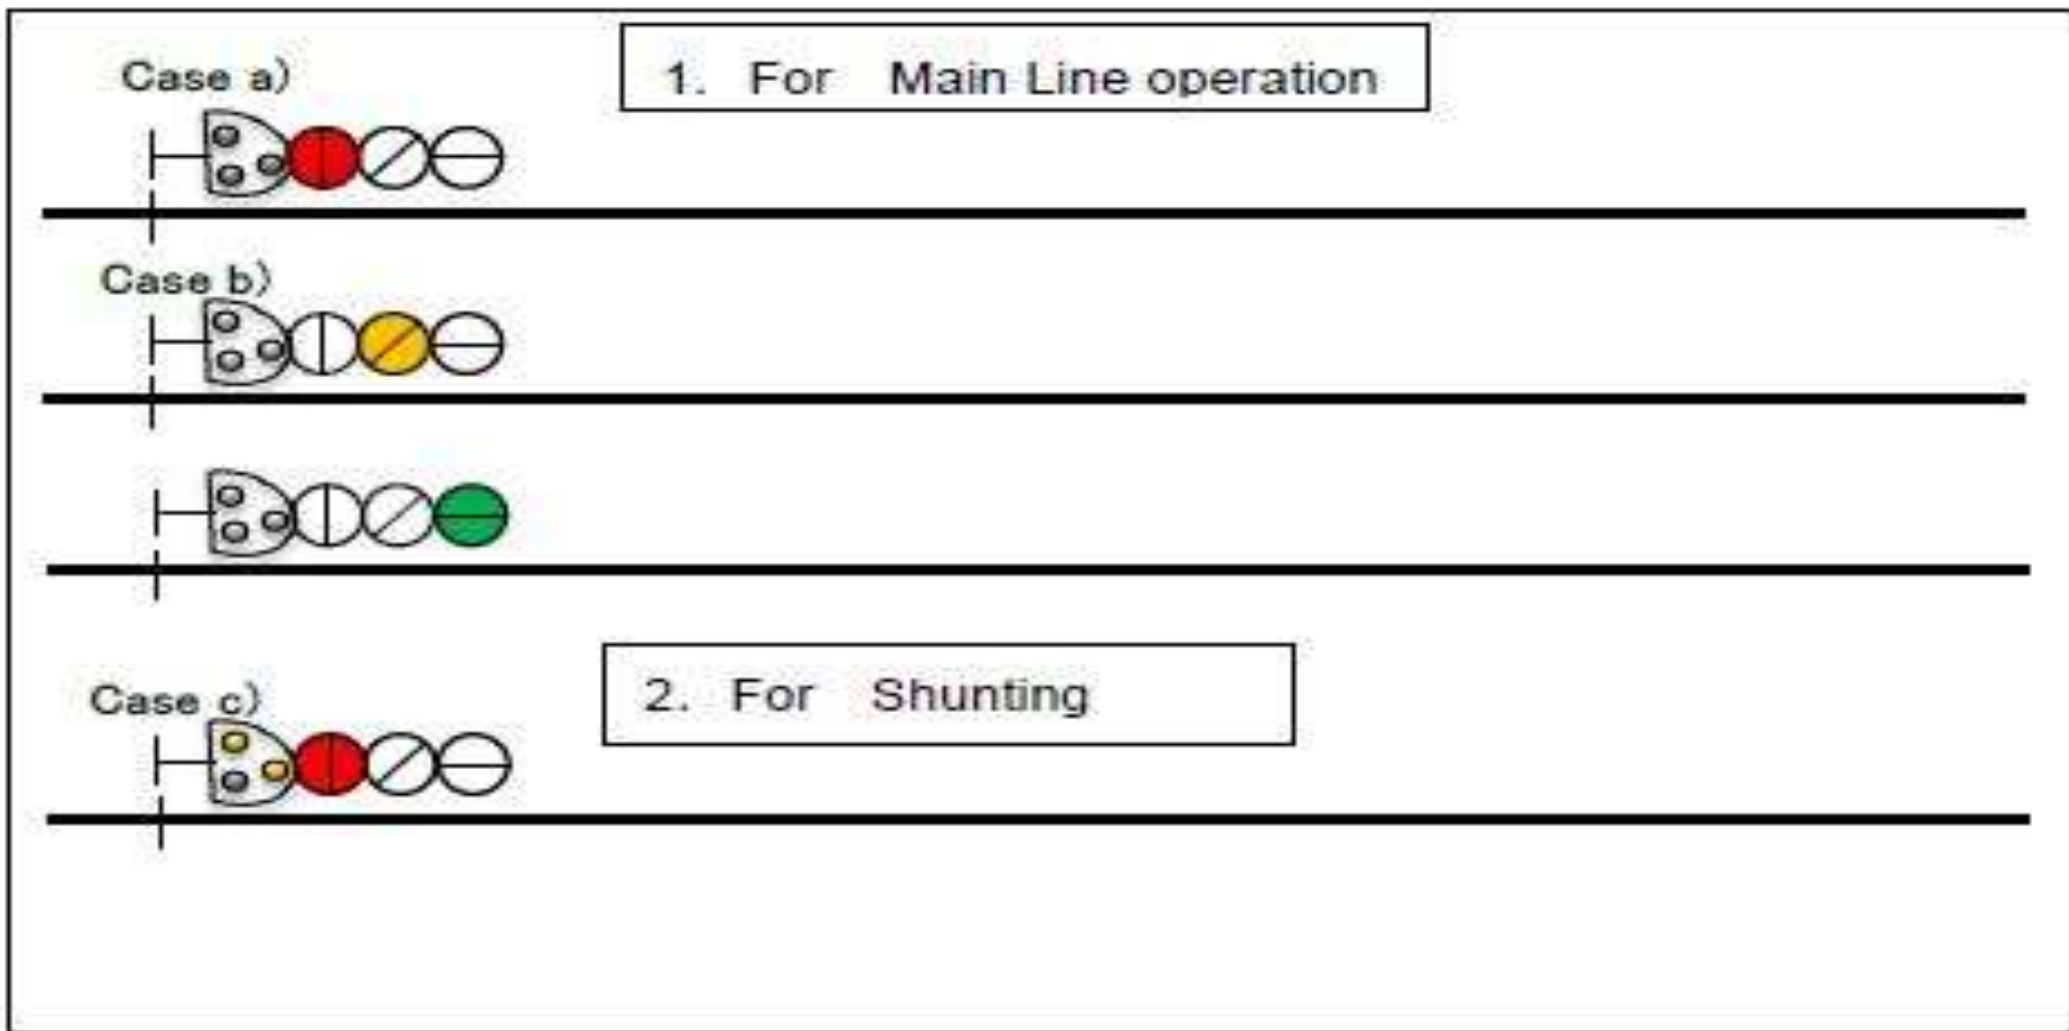 Case a)
1. For Main Line operation
Case b)
Case c)
2. For Shunting